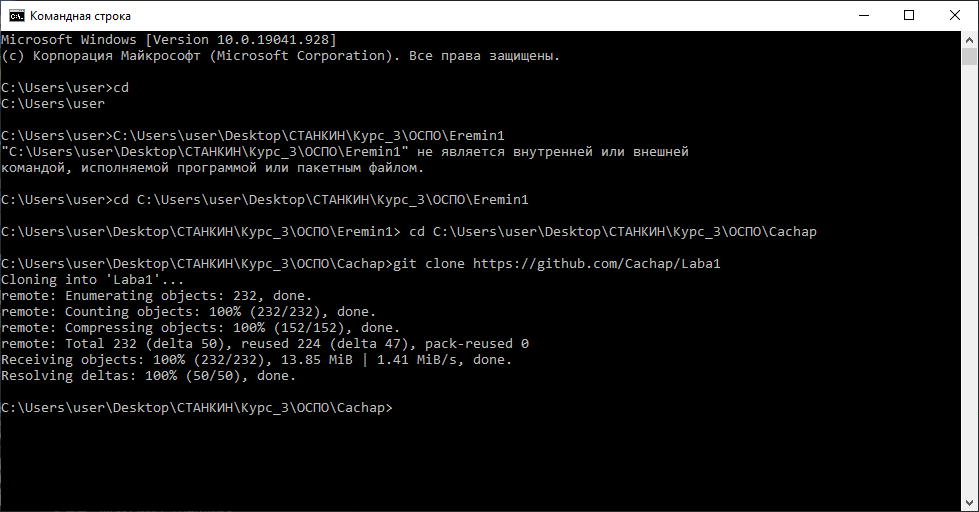 Командная строка
Microsoft Windows [Version 10.0.19041.928]
(c) Корпорация Майкрософт (Microsoft Corporation). Все права защищены.
C:\Users\user>cd
C:\Users\user
C:\Users\user>C:\Users\user\Desktop\СТАНКИН\Курс_3\ОСПО\Eremin1
"C:\Users\user\Desktop\СТАНКИН\Курс_3\ОСПО\Eremin1" не является внутренней или внешней
командой, исполняемой программой или пакетным файлом.
C:\Users\user>cd C:\Users\user\Desktop\СТАНКИН\Курс_3\ОСПО\Eremin1
C:\Users\user\Desktop\СТАНКИН\Курс_3\ОСПО\Eremin1> cd C:\Users\user\Desktop\СТАНКИН\Курс_3\ОСПО\Cachap
C:\Users\user\Desktop\СТАНКИН\Курс_3\ОСПО\Cachap>git clone https://github.com/Cachap/Laba1
Cloning into 'Laba1'...
remote: Enumerating objects: 232, done.
remote: Counting objects: 100% (232/232), done.
remote: Compressing objects: 100% (152/152), done.
remote: Total 232 (delta 50), reused 224 (delta 47), pack-reused 0
Receiving objects: 100% (232/232), 13.85 MiB | 1.41 MiB/s, done.
Resolving deltas: 100% (50/50), done.
C:\Users\user\Desktop\СТАНКИН\Курс_3\ОСПО\Cachap>